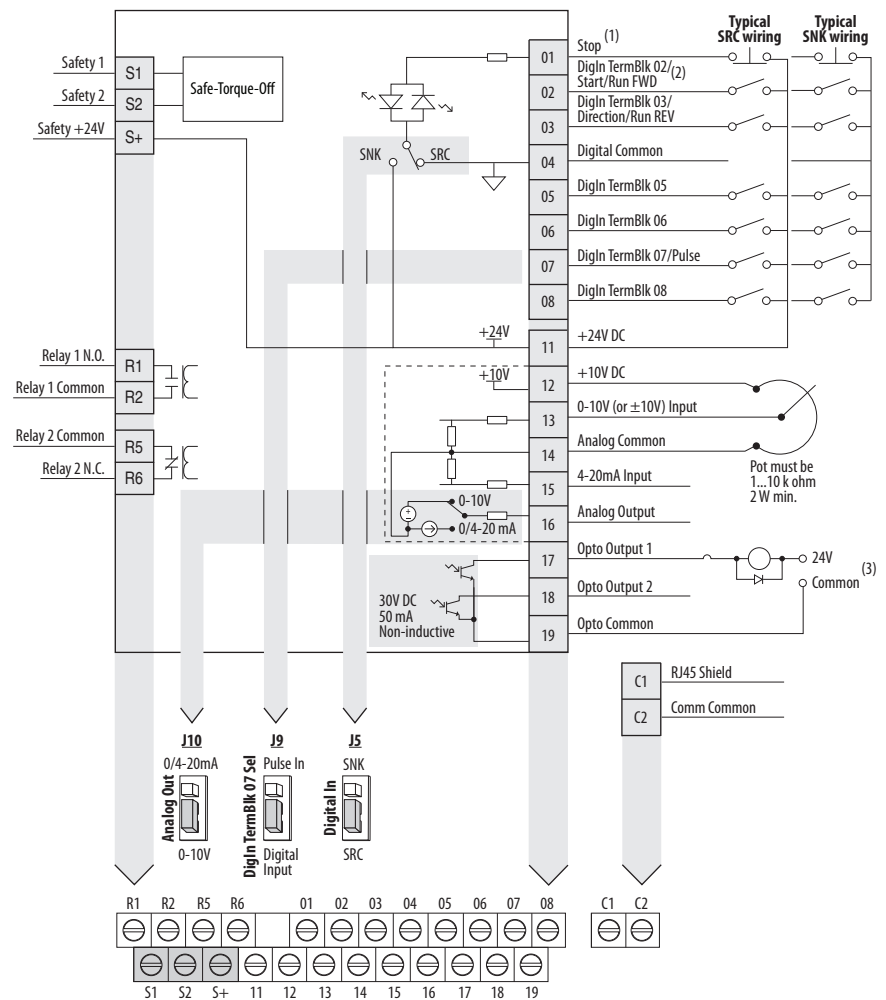 Typical
SRC wiring
Typical
SNK wiring
Safety 1
S1
Safety 2
S2
Safety +24V
S+
Safe-Torque-Off
SNK
SRC
01
Stop (1)
02
DigIn TermBlk 02/
Start/Run FWD (2)
03
DigIn TermBlk 03/
Direction/Run REV
04
Digital Common
05
DigIn TermBlk 05
06
DigIn TermBlk 06
07
DigIn TermBlk 07/Pulse
08
DigIn TermBlk 08
+24V
11
+24V DC
+10V
12
+10V DC
13
0-10V (or ±10V) Input
14
Analog Common
15
4-20mA Input
16
Analog Output
17
Opto Output 1
18
Opto Output 2
19
Opto Common
Pot must be
1...10 k ohm
2 W min.
24V
Common (3)
Relay 1 N.O.
R1
Relay 1 Common
R2
Relay 2 Common
R5
Relay 2 N.C.
R6
0-10V
+
0/4-20 mA
30V DC
50 mA
Non-inductive
C1
RJ45 Shield
C2
Comm Common
J10
0/4-20mA
Analog Out
0-10V
J9
Pulse In
DigIn TermBlk 07 Sel
Digital
Input
J5
SNK
Digital In
SRC
R1 R2 R5 R6 01 02 03 04 05 06 07 08 C1 C2
S1 S2 S+ 11 12 13 14 15 16 17 18 19